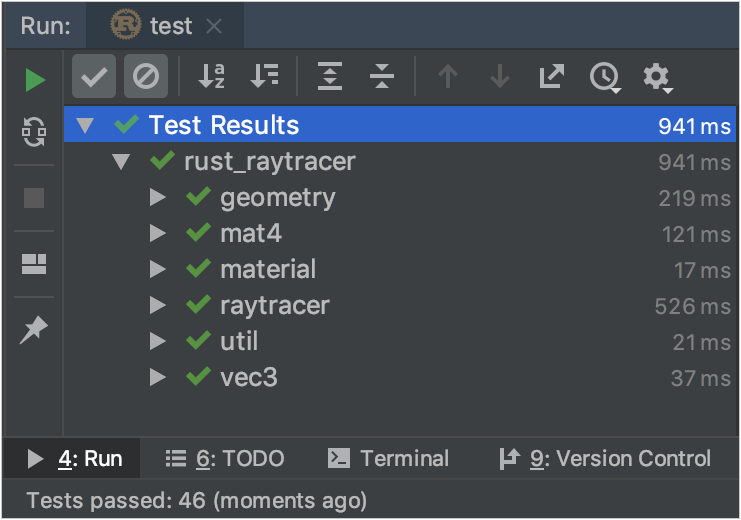 Run: test
Test Results 941 ms
rust_raytracer 941 ms
geometry 219 ms
mat4 121 ms
material 17 ms
raytracer 526 ms
util 21 ms
vec3 37 ms
4: Run 6: TODO Terminal 9: Version Control
Tests passed: 46 (moments ago)